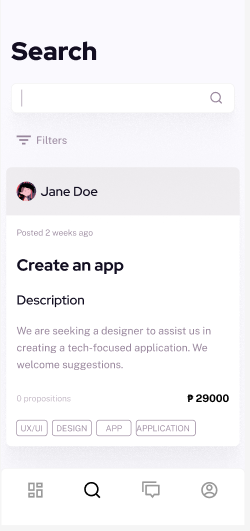 Search
Filters
Jane Doe
Posted 2 weeks ago
Create an app
Description
We are seeking a designer to assist us in
creating a tech-focused application. We
welcome suggestions.
0 propositions
₱ 29000
UX/UI
DESIGN
APP
APPLICATION